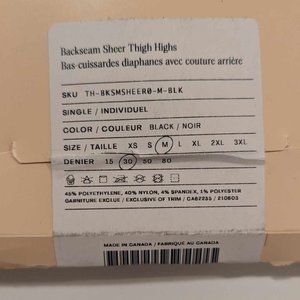 Backseam Sheer Thigh Highs
Bas-cuissardes diaphanes avec couture arrière
SKU TH-BKSMSHEER0-M-BLK
SINGLE / INDIVIDUEL
COLOR / COULEUR BLACK / NOIR
SIZE / TAILLE XS S M L XL 2XL 3XL
DENIER 15 30 50 80
45% POLYETHYLENE, 40% NYLON, 4% SPANDEX, 1% POLYESTER
GARNITURE EXCLUE / EXCLUSIVE OF TRIM / CA62235 / 210803
MADE IN CANADA / FABRIQUÉ AU CANADA